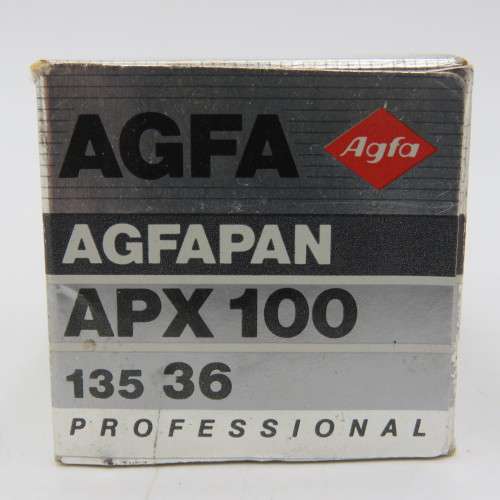 AGFA
Agfa
AGFAPAN
APX 100
135 36
PROFESSIONAL